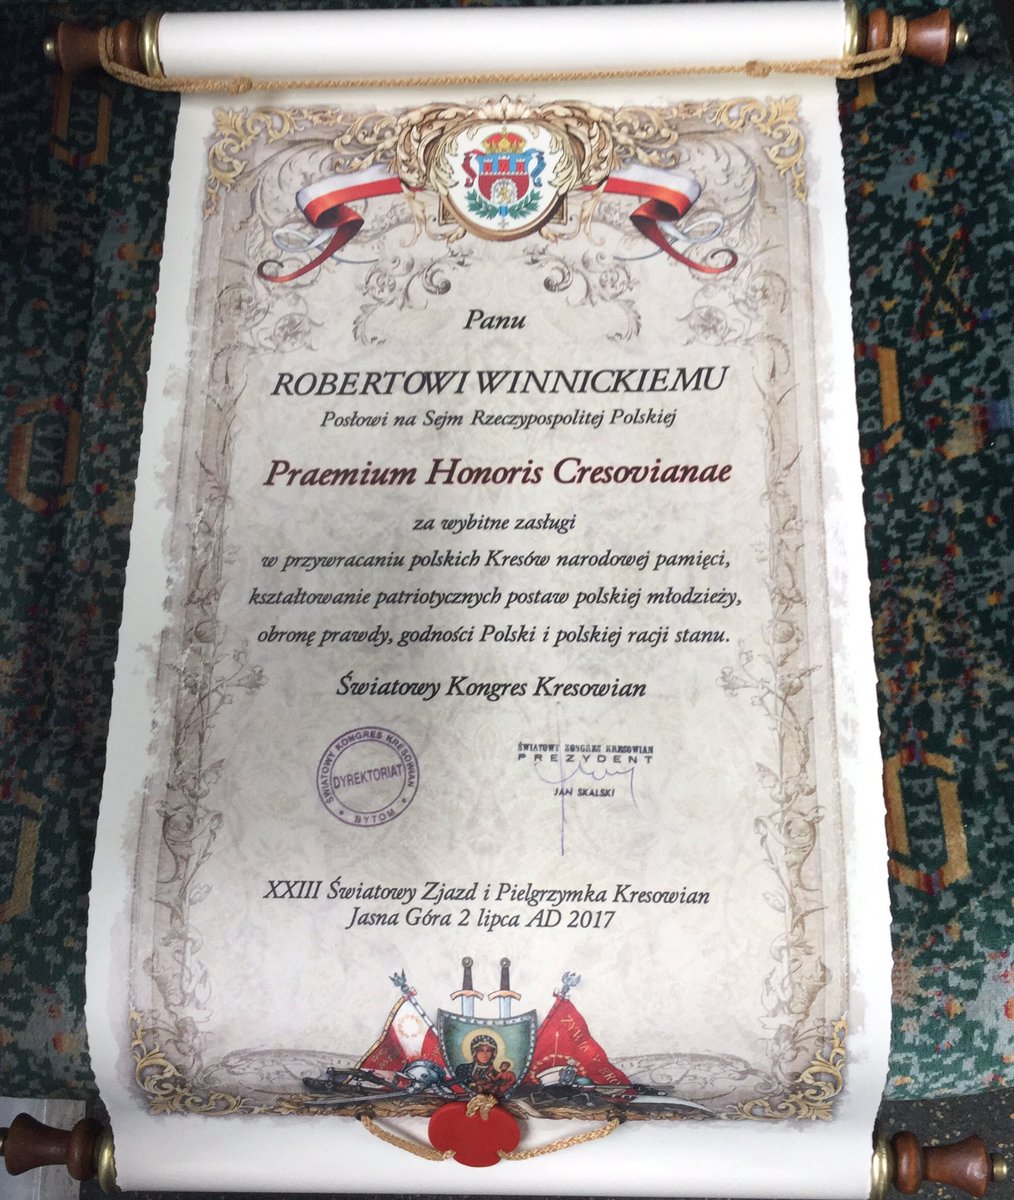 Panu
ROBERTOWI WINNICKIEMU
Posłowi na Sejm Rzeczypospolitej Polskiej
Praemium Honoris Cresovianae
za wybitne zasługi
w przywracaniu polskich Kresów narodowej pamięci,
kształtowanie patriotycznych postaw polskiej młodzieży,
obronę prawdy, godności Polski i polskiej racji stanu.
Światowy Kongres Kresowian
ŚWIATOWY KONGRES KRESOWIAN
DYREKTORIAT
BYTOM
ŚWIATOWY KONGRES KRESOWIAN
PREZYDENT
JAN SKALSKI
XXIII Światowy Zjazd i Pielgrzymka Kresowian
Jasna Góra 2 lipca AD 2017